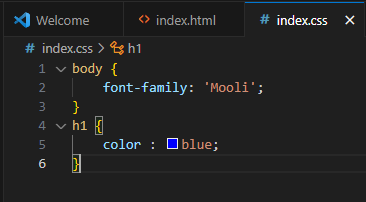 Welcome <> index.html # index.css ×
# index.css > h1
1 body {
2     font-family: 'Mooli';
3 }
4 h1 {
5     color : blue;
6 }